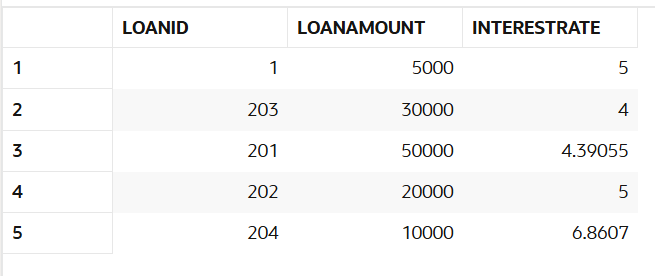 LOANID LOANAMOUNT INTERESTRATE
1 1 5000 5
2 203 30000 4
3 201 50000 4.39055
4 202 20000 5
5 204 10000 6.8607